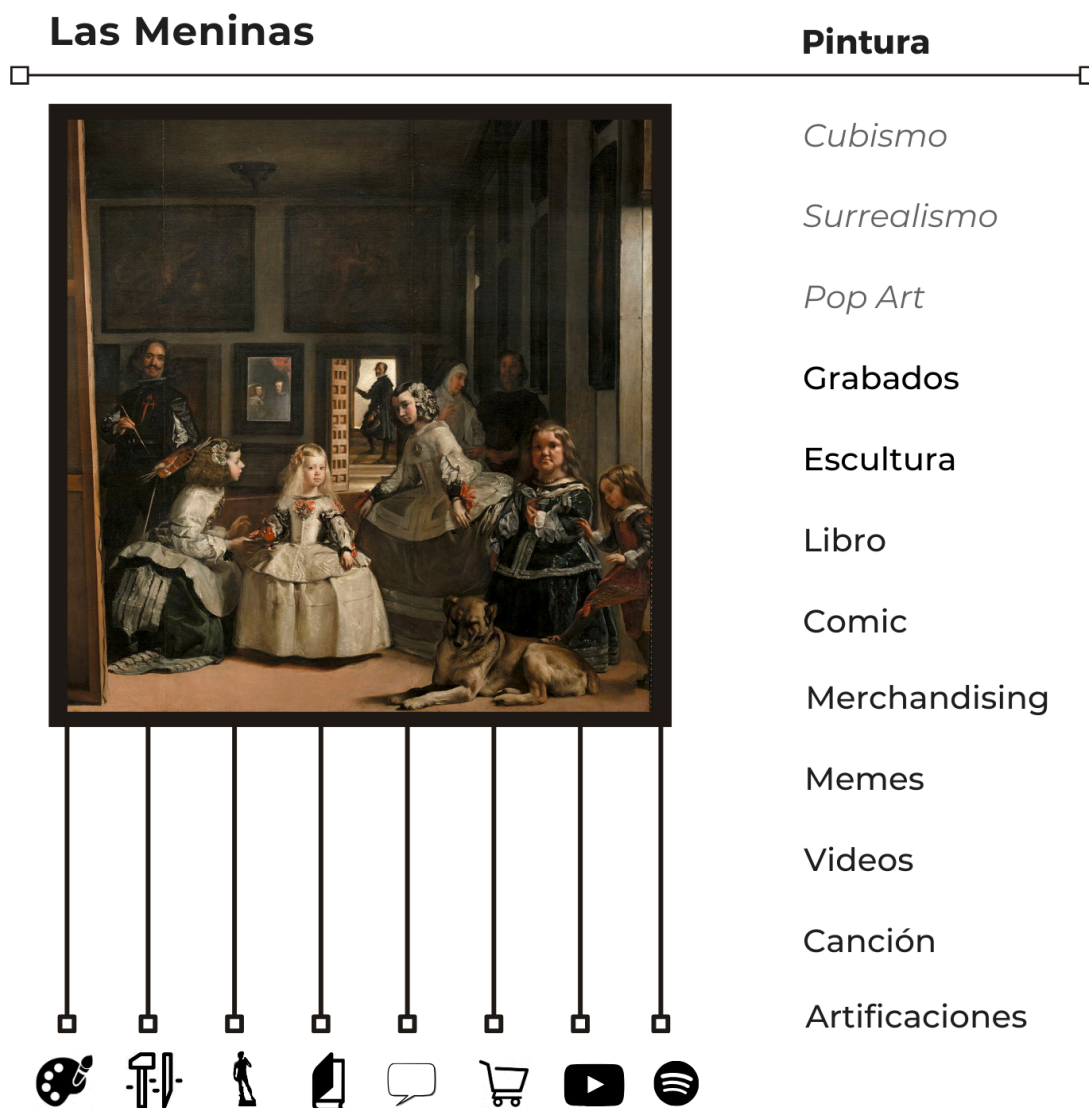 Las Meninas
Pintura
Cubismo
Surrealismo
Pop Art
Grabados
Escultura
Libro
Comic
Merchandising
Memes
Videos
Canción
Artificaciones